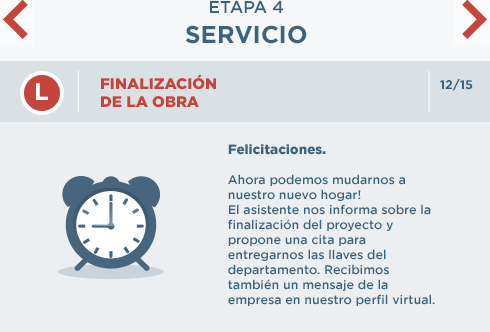 ETAPA 4
SERVICIO
L
FINALIZACIÓN
DE LA OBRA
12/15
Felicitaciones.
Ahora podemos mudarnos a
nuestro nuevo hogar!
El asistente nos informa sobre la
finalización del proyecto y
propone una cita para
entregarnos las llaves del
departamento. Recibimos
también un mensaje de la
empresa en nuestro perfil virtual.